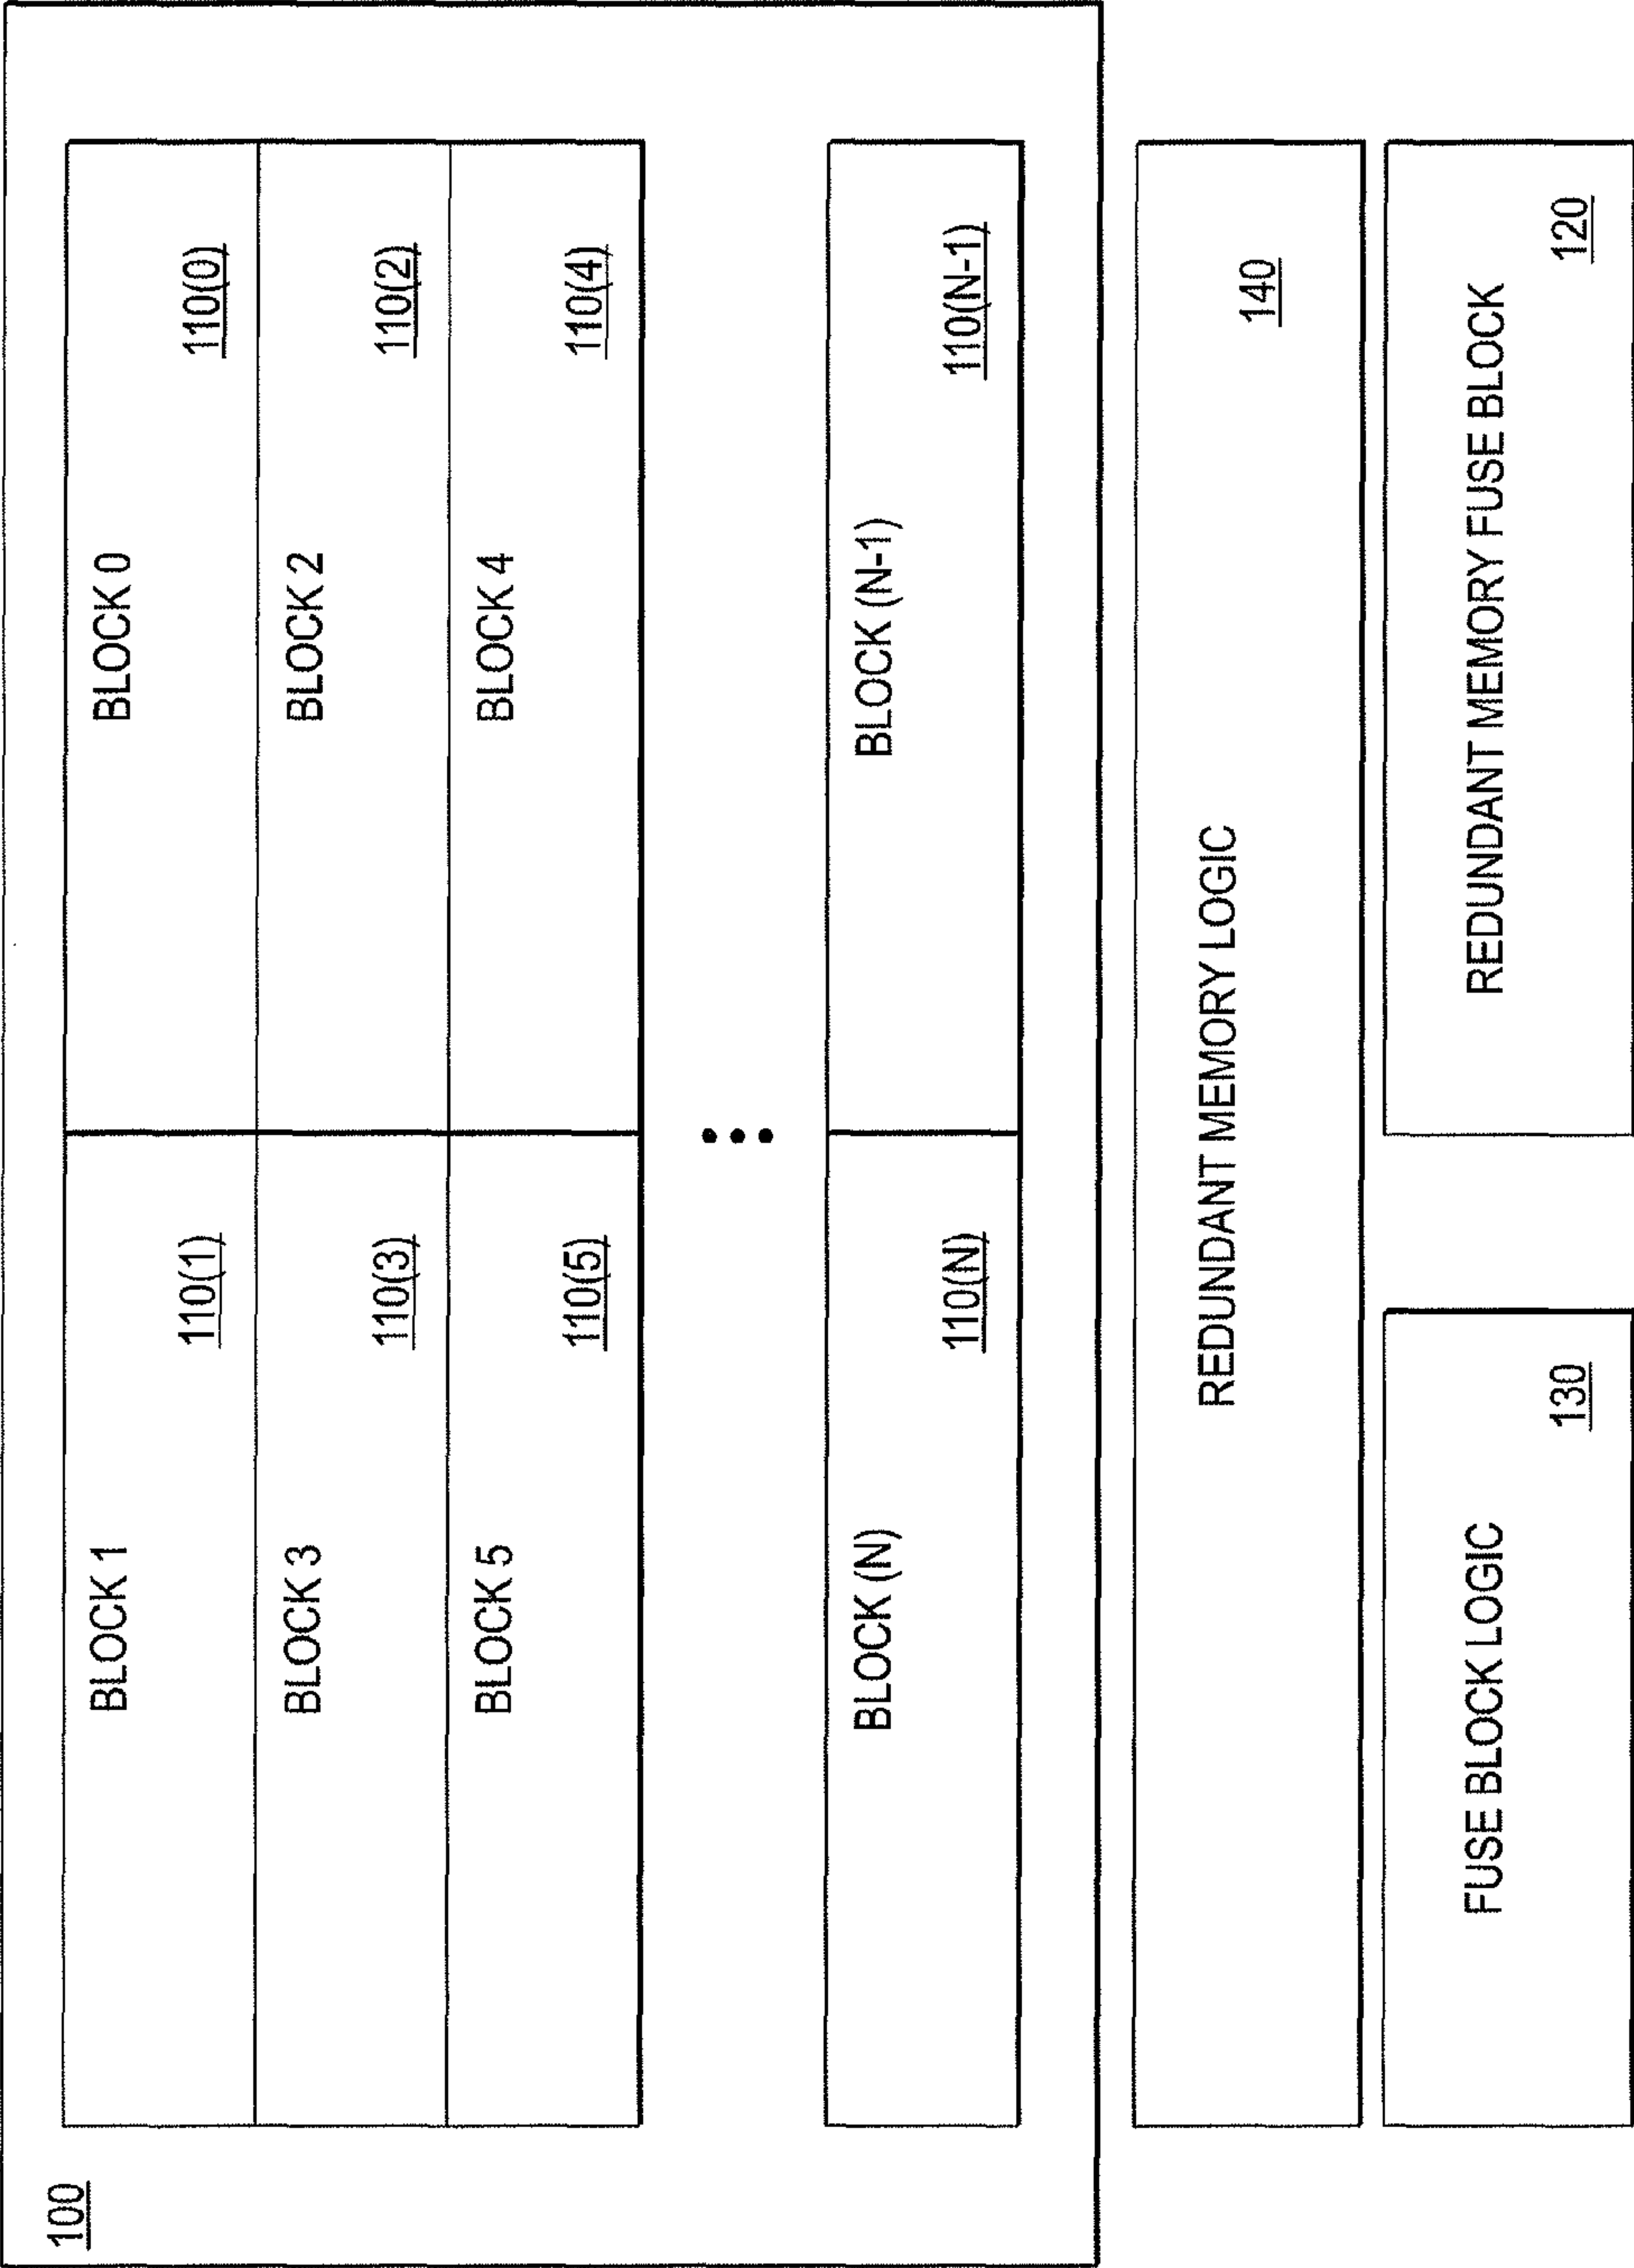 100
BLOCK 1
110(1)
BLOCK 0
110(0)
BLOCK 3
110(3)
BLOCK 2
110(2)
BLOCK 5
110(5)
BLOCK 4
110(4)
BLOCK (N)
110(N)
BLOCK (N-1)
110(N-1)
REDUNDANT MEMORY LOGIC
140
FUSE BLOCK LOGIC
130
REDUNDANT MEMORY FUSE BLOCK
120